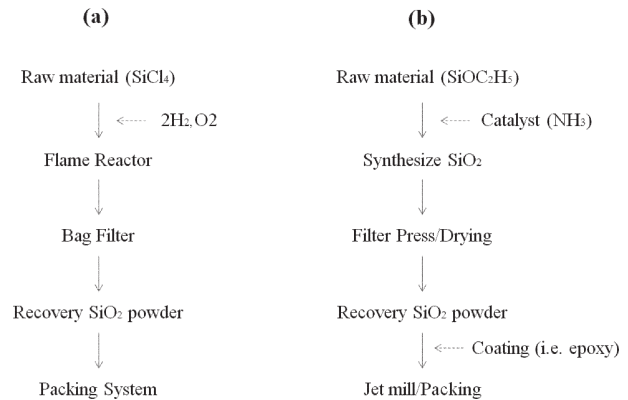 (a)
Raw material (SiCl₄)
2H₂, O2
Flame Reactor
Bag Filter
Recovery SiO₂ powder
Packing System
(b)
Raw material (SiOC₂H₅)
Catalyst (NH₃)
Synthesize SiO₂
Filter Press/Drying
Recovery SiO₂ powder
Coating (i.e. epoxy)
Jet mill/Packing